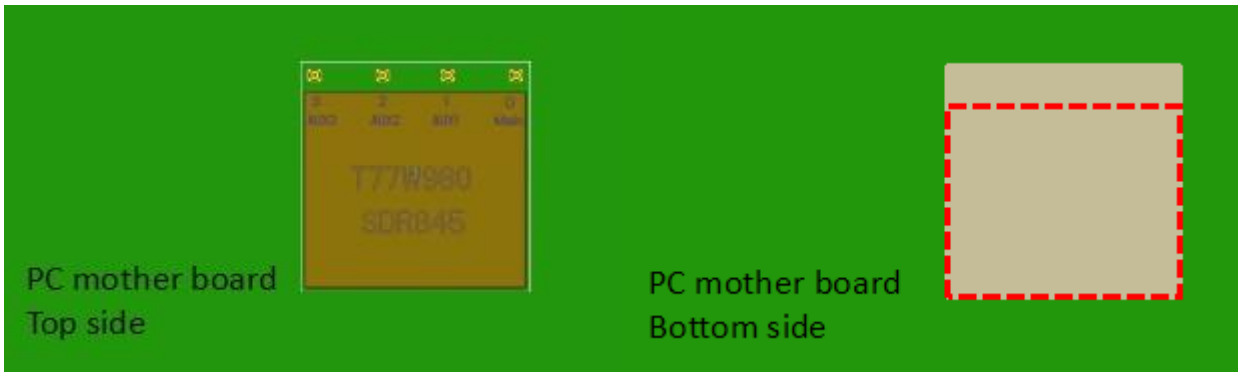 3 2 1 0
AUX3 AUX2 AUX1 Main
T77W980
SDR845
PC mother board
Top side
PC mother board
Bottom side